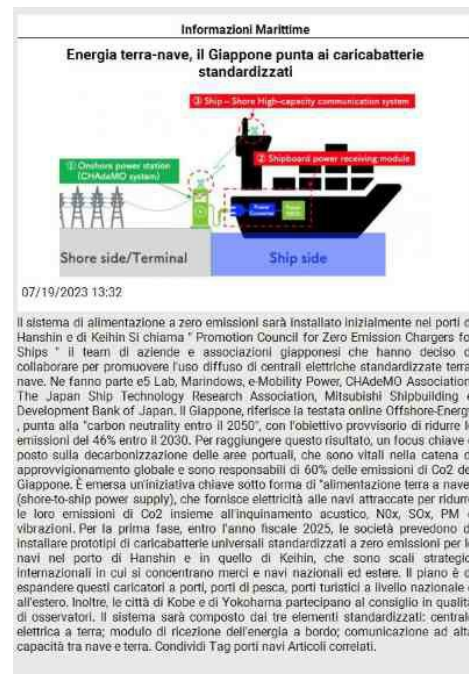 Informazioni Marittime
Energia terra-nave, il Giappone punta ai caricabatterie
standardizzati
③ Ship – Shore High-capacity communication system
① Onshore power station
(CHAdeMO system)
② Shipboard power receiving module
Power
Converter
Power
Shore side/Terminal
Ship side
07/19/2023 13:32
Il sistema di alimentazione a zero emissioni sarà installato inizialmente nei porti d
Hanshin e di Keihin Si chiama " Promotion Council for Zero Emission Chargers fo
Ships " il team di aziende e associazioni giapponesi che hanno deciso d
collaborare per promuovere l'uso diffuso di centrali elettriche standardizzate terra
nave. Ne fanno parte e5 Lab, Marindows, e-Mobility Power, CHAdeMO Association
The Japan Ship Technology Research Association, Mitsubishi Shipbuilding e
Development Bank of Japan. Il Giappone, riferisce la testata online Offshore-Energ
, punta alla "carbon neutrality entro il 2050", con l'obiettivo provvisorio di ridurre l
emissioni del 46% entro il 2030. Per raggiungere questo risultato, un focus chiave
posto sulla decarbonizzazione delle aree portuali, che sono vitali nella catena d
approvvigionamento globale e sono responsabili di 60% delle emissioni di Co2 de
Giappone. È emersa un'iniziativa chiave sotto forma di "alimentazione terra a nave
(shore-to-ship power supply), che fornisce elettricità alle navi attraccate per ridurre
le loro emissioni di Co2 insieme all'inquinamento acustico, N0x, SOx, PM
vibrazioni. Per la prima fase, entro l'anno fiscale 2025, le società prevedono d
installare prototipi di caricabatterie universali standardizzati a zero emissioni per l
navi nel porto di Hanshin e in quello di Keihin, che sono scali strategic
internazionali in cui si concentrano merci e navi nazionali ed estere. Il piano è d
espandere questi caricatori a porti, porti di pesca, porti turistici a livello nazionale
all'estero. Inoltre, le città di Kobe e di Yokohama partecipano al consiglio in qualit
di osservatori. Il sistema sarà composto dai tre elementi standardizzati: central
elettrica a terra; modulo di ricezione dell'energia a bordo; comunicazione ad alta
capacità tra nave e terra. Condividi Tag porti navi Articoli correlati.